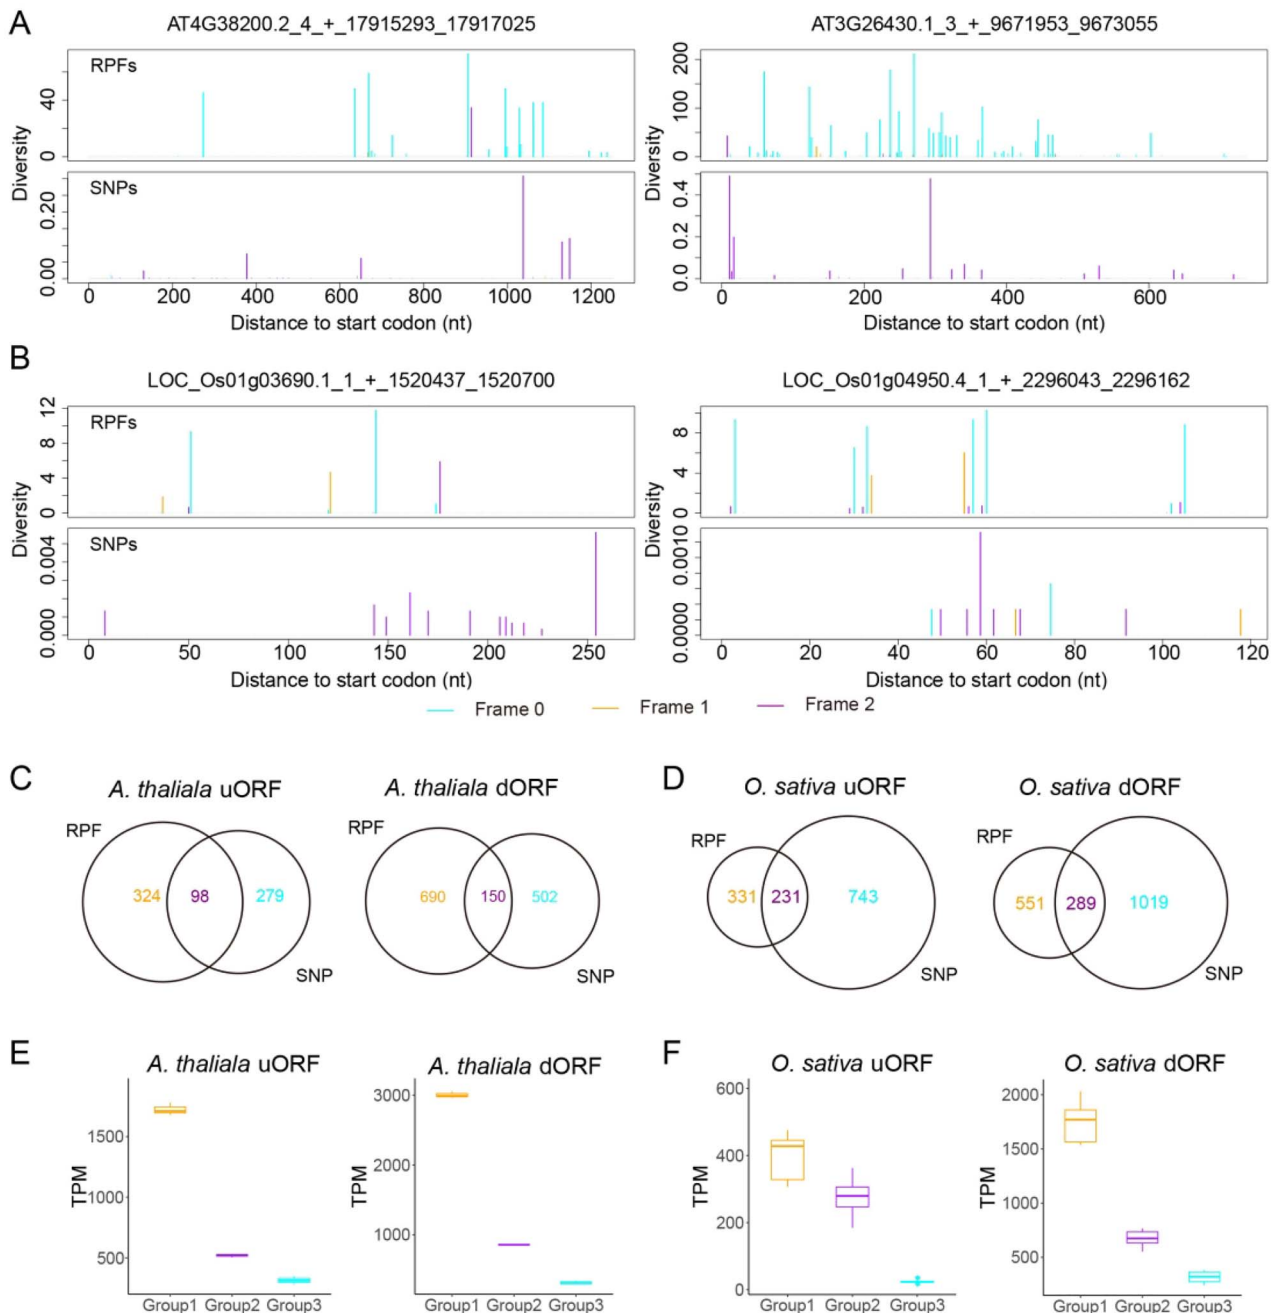 A
AT4G38200.2_4_+_17915293_17917025
AT3G26430.1_3_+_9671953_9673055
RPFs
40
0
200
100
0
Diversity
Diversity
SNPs
0.20
0.00
0.4
0.2
0.0
0 200 400 600 800 1000 1200
0 200 400 600
Distance to start codon (nt)
Distance to start codon (nt)
B
LOC_Os01g03690.1_1_+_1520437_1520700
LOC_Os01g04950.4_1_+_2296043_2296162
RPFs
12
8
4
0
8
4
0
Diversity
Diversity
SNPs
0.004
0.000
0.0010
0.0000
0 50 100 150 200 250
0 20 40 60 80 100 120
Distance to start codon (nt)
Distance to start codon (nt)
Frame 0 Frame 1 Frame 2
C
A. thaliala uORF
RPF
324 98 279
SNP
A. thaliala dORF
RPF
690 150 502
SNP
D
O. sativa uORF
RPF
331 231 743
SNP
O. sativa dORF
RPF
551 289 1019
SNP
E
A. thaliala uORF
1500
1000
500
TPM
Group1 Group2 Group3
A. thaliala dORF
3000
2000
1000
TPM
Group1 Group2 Group3
F
O. sativa uORF
600
400
200
0
TPM
Group1 Group2 Group3
O. sativa dORF
2000
1500
1000
500
TPM
Group1 Group2 Group3